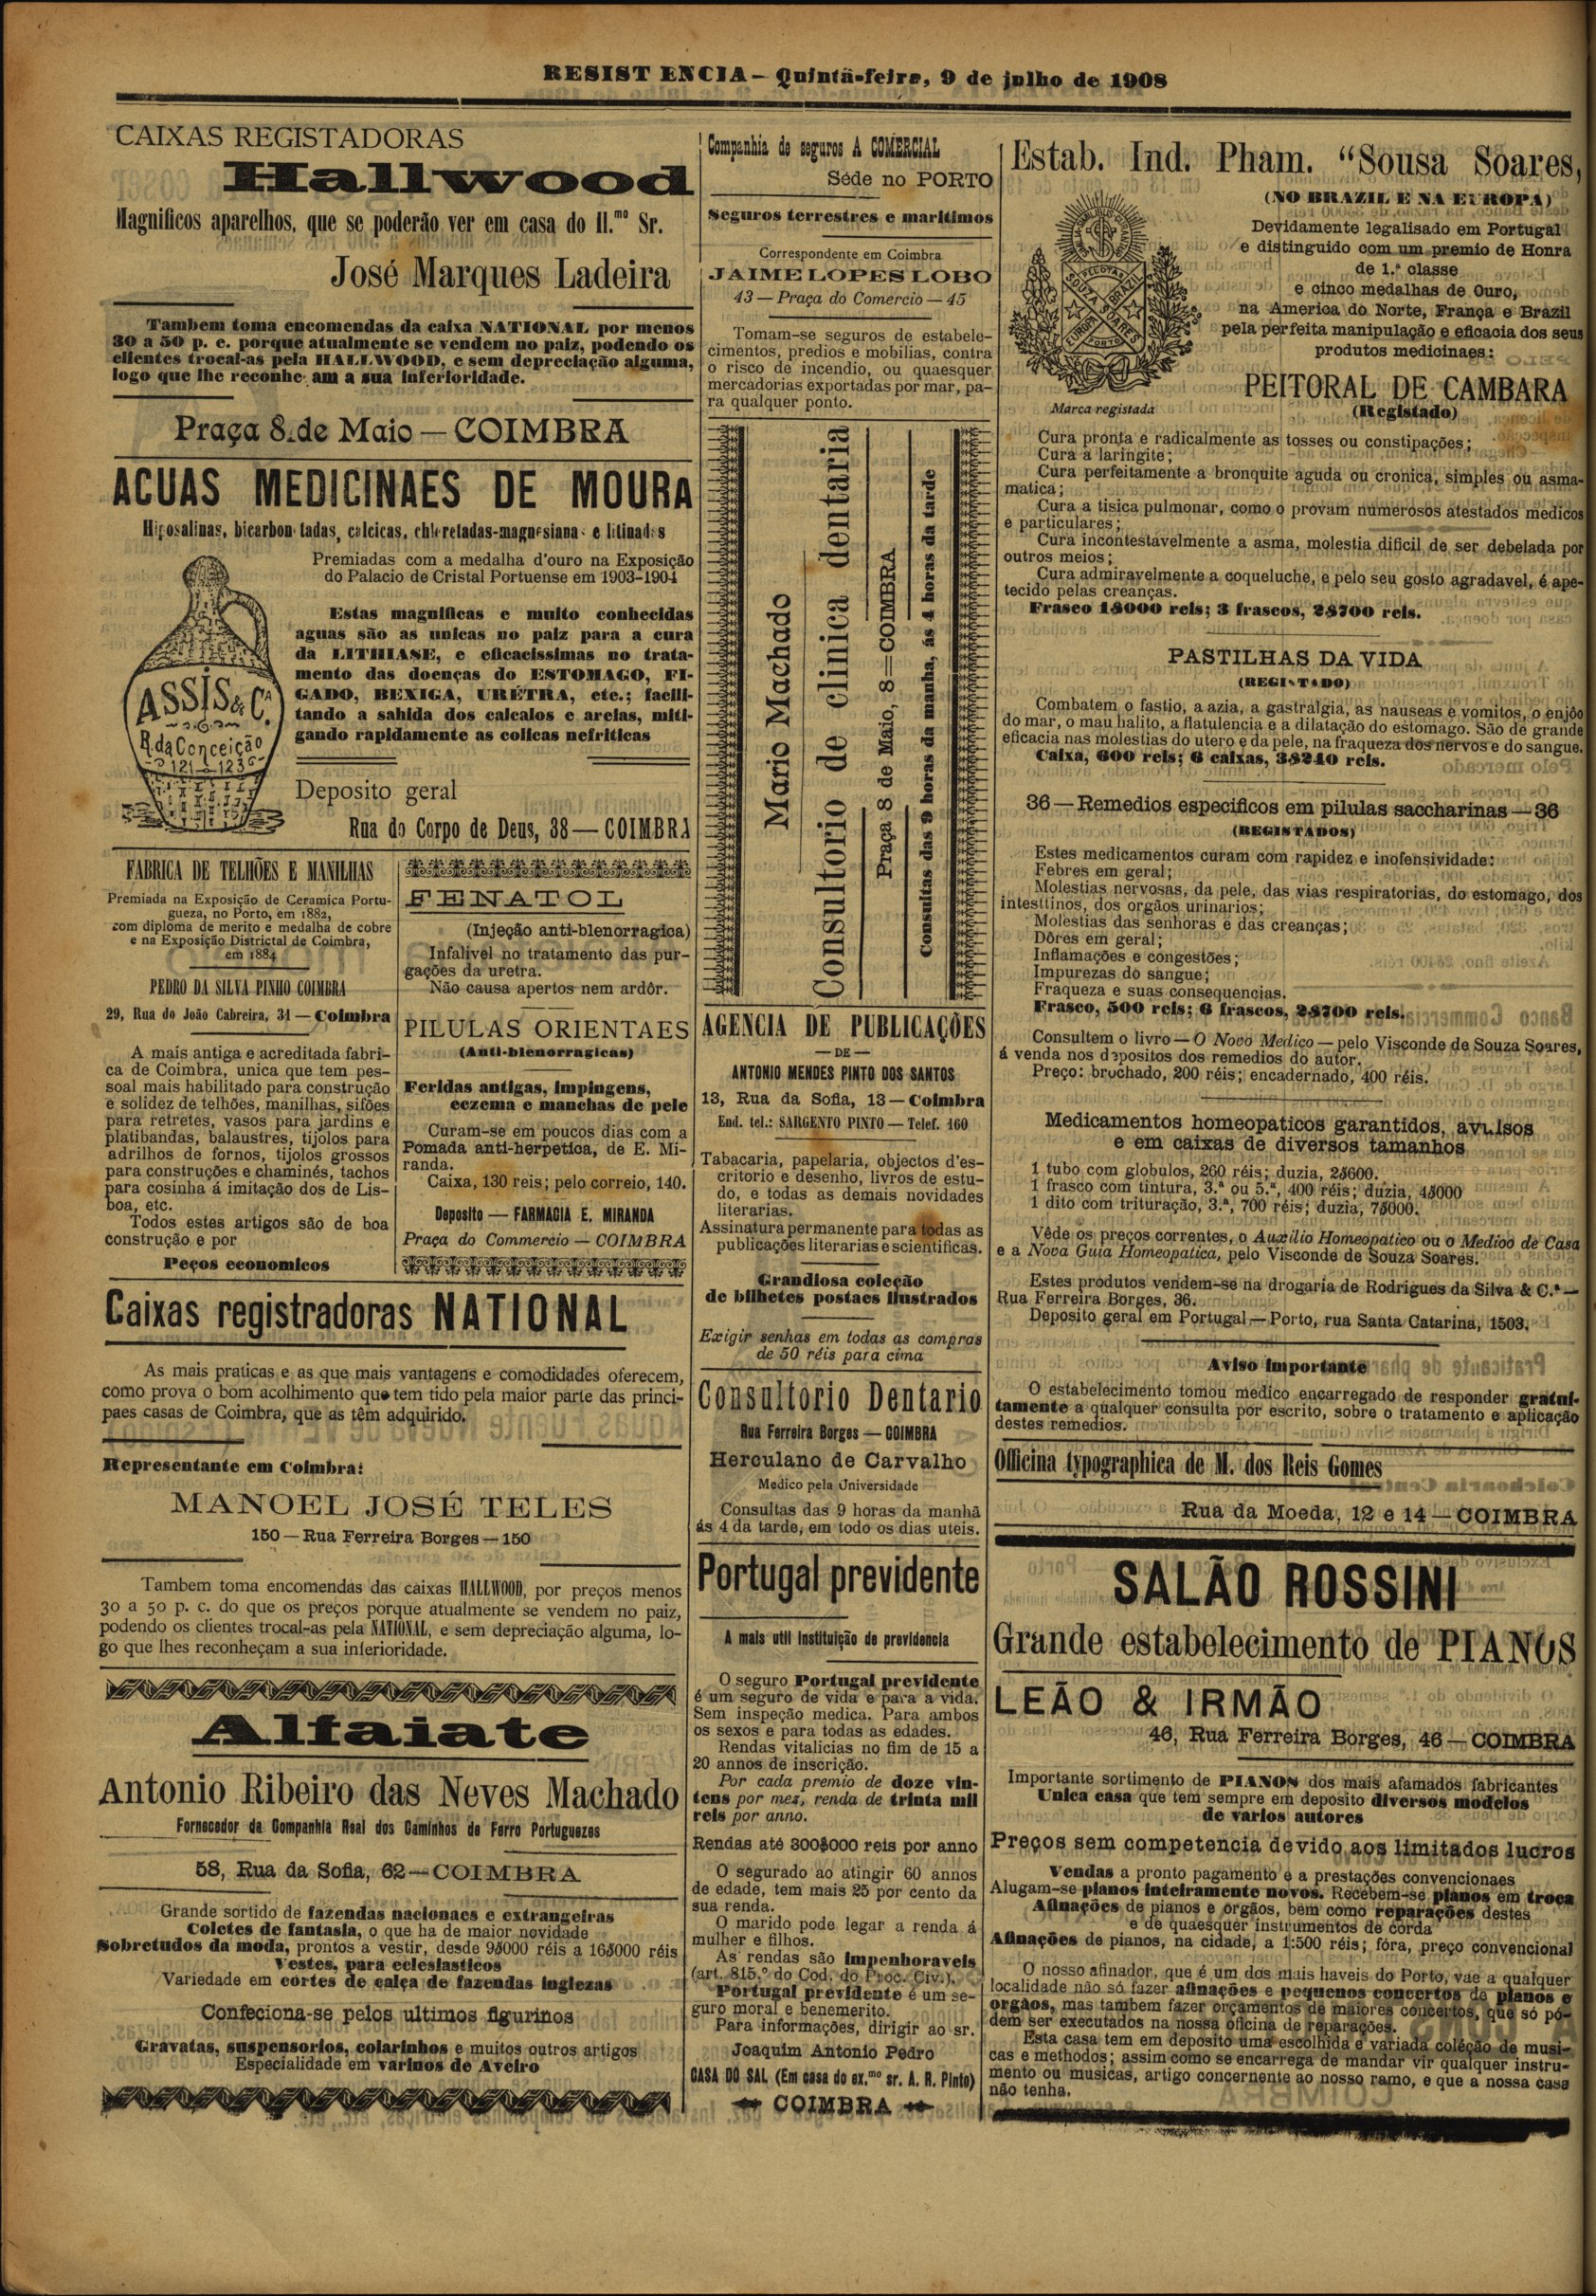 RESISTENCIA — Quinta-feira, 9 de julho de 1908
CAIXAS REGISTADORAS
Hallwood
Magnificos aparelhos, que se poderão ver em casa do Il.mo Sr.
José Marques Ladeira
Tambem toma encomendas da caixa NATIONAL por menos
30 a 50 p. c. porque atualmente se vendem no paiz, podendo os
clientes trocal-as pela HALLWOOD, e sem depreciação alguma,
logo que lhe reconheçam a sua inferioridade.
Praça 8 de Maio — COIMBRA
AGUAS MEDICINAES DE MOURA
Hiposalinas, bicarbonatadas, calcicas, chloretadas-magnesianas e litinadas
Premiadas com a medalha d'ouro na Exposição
do Palacio de Cristal Portuense em 1903-1904
Estas magnificas e muito conhecidas
aguas são as unicas no paiz para a cura
da LITHIASE, e eficacissimas no trata-
mento das doenças do ESTOMAGO, FI-
GADO, BEXIGA, URÉTRA, etc.; facili-
tando a sahida dos calcalos e areias, miti-
gando rapidamente as colicas nefriticas
ASSIS & C.ª
R. da Conceição
121 a 123
Deposito geral
Rua do Corpo de Deus, 38 — COIMBRA
FABRICA DE TELHÕES E MANILHAS
Premiada na Exposição de Ceramica Portu-
gueza, no Porto, em 1882,
com diploma de merito e medalha de cobre
e na Exposição Districtal de Coimbra,
em 1884
PEDRO DA SILVA PINHO COIMBRA
29, Rua do João Cabreira, 31 — Coimbra
A mais antiga e acreditada fabri-
ca de Coimbra, unica que tem pes-
soal mais habilitado para construção
e solidez de telhões, manilhas, sifões
para retretes, vasos para jardins e
platibandas, balaustres, tijolos para
adrilhos de fornos, tijolos grossos
para construções e chaminés, tachos
para cosinha á imitação dos de Lis-
boa, etc.
Todos estes artigos são de boa
construção e por
Peços economicos
FENATOL
(Injeção anti-blenorragica)
Infalivel no tratamento das pur-
gações da uretra.
Não causa apertos nem ardôr.
PILULAS ORIENTAES
(Anti-blenorragicas)
Feridas antigas, impingens,
eczema e manchas de pele
Curam-se em poucos dias com a
Pomada anti-herpetica, de E. Mi-
randa.
Caixa, 130 reis; pelo correio, 140.
Deposito — FARMACIA E. MIRANDA
Praça do Commercio — COIMBRA
Caixas registradoras NATIONAL
As mais praticas e as que mais vantagens e comodidades oferecem,
como prova o bom acolhimento que tem tido pela maior parte das princi-
paes casas de Coimbra, que as têm adquirido.
Representante em Coimbra:
MANOEL JOSÉ TELES
150 — Rua Ferreira Borges — 150
Tambem toma encomendas das caixas HALLWOOD, por preços menos
30 a 50 p. c. do que os preços porque atualmente se vendem no paiz,
podendo os clientes trocal-as pela NATIONAL, e sem depreciação alguma, lo-
go que lhes reconheçam a sua inferioridade.
Alfaiate
Antonio Ribeiro das Neves Machado
Fornecedor da Companhia Real dos Caminhos de Ferro Portuguezes
58, Rua da Sofia, 62 — COIMBRA
Grande sortido de fazendas nacionaes e extrangeiras
Coletes de fantasia, o que ha de maior novidade
Sobretudos da moda, prontos a vestir, desde 9$000 réis a 16$000 réis
Vestes, para eclesiasticos
Variedade em córtes de calça de fazendas inglezas
Confeciona-se pelos ultimos figurinos
Gravatas, suspensorios, colarinhos e muitos outros artigos
Especialidade em varinos de Aveiro
Companhia de seguros A COMERCIAL
Séde no PORTO
Seguros terrestres e maritimos
Correspondente em Coimbra
JAIME LOPES LOBO
43 — Praça do Comercio — 45
Tomam-se seguros de estabele-
cimentos, predios e mobilias, contra
o risco de incendio, ou quaesquer
mercadorias exportadas por mar, pa-
ra qualquer ponto.
Mario Machado
Consultorio de clinica dentaria
Praça 8 de Maio, 8 = COIMBRA
Consultas das 9 horas da manhã, ás 4 horas da tarde
AGENCIA DE PUBLICAÇÕES
— DE —
ANTONIO MENDES PINTO DOS SANTOS
13, Rua da Sofia, 13 — Coimbra
End. tel.: SARGENTO PINTO — Telef. 160
Tabacaria, papelaria, objectos d'es-
critorio e desenho, livros de estu-
do, e todas as demais novidades
literarias.
Assinatura permanente para todas as
publicações literarias e scientificas.
Grandiosa coleção
de bilhetes postaes ilustrados
Exigir senhas em todas as compras
de 50 réis para cima
Consultorio Dentario
Rua Ferreira Borges — COIMBRA
Herculano de Carvalho
Medico pela Universidade
Consultas das 9 horas da manhã
ás 4 da tarde, em todo os dias uteis.
Portugal previdente
A mais util instituição de previdencia
O seguro Portugal previdente
é um seguro de vida e para a vida.
Sem inspeção medica. Para ambos
os sexos e para todas as edades.
Rendas vitalicias no fim de 15 a
20 annos de inscrição.
Por cada premio de doze vin-
tens por mez, renda de trinta mil
reis por anno.
Rendas até 300$000 reis por anno
O segurado ao atingir 60 annos
de edade, tem mais 25 por cento da
sua renda.
O marido pode legar a renda á
mulher e filhos.
As rendas são impenhoraveis
(art. 815.º do Cod. do Proc. Civ.).
Portugal previdente é um se-
guro moral e benemerito.
Para informações, dirigir ao sr.
Joaquim Antonio Pedro
CASA DO SAL (Em casa do ex.mo sr. A. R. Pinto)
COIMBRA
Estab. Ind. Pham. "Sousa Soares,
(NO BRAZIL E NA EUROPA)
Devidamente legalisado em Portugal
e distinguido com um premio de Honra
de 1.ª classe
e cinco medalhas de Ouro,
na America do Norte, França e Brazil
pela perfeita manipulação e eficacia dos seus
produtos medicinaes:
PELOTAS
SOUZA SOARES
BRAZIL
EUROPA
PORTO
Marca registada
PEITORAL DE CAMBARA
(Registado)
Cura pronta e radicalmente as tosses ou constipações;
Cura a laringite;
Cura perfeitamente a bronquite aguda ou cronica, simples ou asma-
matica;
Cura a tisica pulmonar, como o provam numerosos atestados medicos
e particulares;
Cura incontestavelmente a asma, molestia dificil de ser debelada por
outros meios;
Cura admiravelmente a coqueluche, e pelo seu gosto agradavel, é ape-
tecido pelas creanças.
Frasco 1$000 reis; 3 frascos, 2$700 reis.
PASTILHAS DA VIDA
(REGISTADO)
Combatem o fastio, a azia, a gastralgia, as nauseas e vomitos, o enjôo
do mar, o mau halito, a flatulencia e a dilatação do estomago. São de grande
eficacia nas molestias do utero e da pele, na fraqueza dos nervos e do sangue.
Caixa, 600 reis; 6 caixas, 3$240 reis.
36 — Remedios especificos em pilulas saccharinas — 36
(REGISTADOS)
Estes medicamentos curam com rapidez e inofensividade:
Febres em geral;
Molestias nervosas, da pele, das vias respiratorias, do estomago, dos
intesttinos, dos orgãos urinarios;
Molestias das senhoras e das creanças;
Dôres em geral;
Inflamações e congestões;
Impurezas do sangue;
Fraqueza e suas consequencias.
Frasco, 500 reis; 6 frascos, 2$700 reis.
Consultem o livro — O Novo Medico — pelo Visconde de Souza Soares,
á venda nos depositos dos remedios do autor.
Preço: brochado, 200 réis; encadernado, 400 réis.
Medicamentos homeopaticos garantidos, avulsos
e em caixas de diversos tamanhos
1 tubo com globulos, 260 réis; duzia, 2$600.
1 frasco com tintura, 3.ª ou 5.ª, 400 réis; duzia, 4$000
1 dito com trituração, 3.ª, 700 réis; duzia, 7$000.
Vêde os preços correntes, o Auxilio Homeopatico ou o Medico de Casa
e a Nova Guia Homeopatica, pelo Visconde de Souza Soares.
Estes produtos vendem-se na drogaria de Rodrigues da Silva & C.ª —
Rua Ferreira Borges, 36.
Deposito geral em Portugal — Porto, rua Santa Catarina, 1503.
Aviso importante
O estabelecimento tomou medico encarregado de responder gratui-
tamente a qualquer consulta por escrito, sobre o tratamento e aplicação
destes remedios.
Officina typographica de M. dos Reis Gomes
Rua da Moeda, 12 e 14 — COIMBRA
SALÃO ROSSINI
Grande estabelecimento de PIANOS
LEÃO & IRMÃO
46, Rua Ferreira Borges, 46 — COIMBRA
Importante sortimento de PIANOS dos mais afamados fabricantes
Unica casa que tem sempre em deposito diversos modelos
de varios autores
Preços sem competencia devido aos limitados lucros
Vendas a pronto pagamento e a prestações convencionaes
Alugam-se pianos inteiramente novos. Recebem-se pianos em troca
Afinações de pianos e orgãos, bem como reparações destes
e de quaesquer instrumentos de corda
Afinações de pianos, na cidade, a 1:500 réis; fóra, preço convencional
O nosso afinador, que é um dos mais haveis do Porto, vae a qualquer
localidade não só fazer afinações e pequenos concertos de pianos e
orgãos, mas tambem fazer orçamentos de maiores concertos, que só pó-
dem ser executados na nossa oficina de reparações.
Esta casa tem em deposito uma escolhida e variada coléção de musi-
cas e methodos; assim como se encarrega de mandar vir qualquer instru-
mento ou musicas, artigo concernente ao nosso ramo, e que a nossa casa
não tenha.